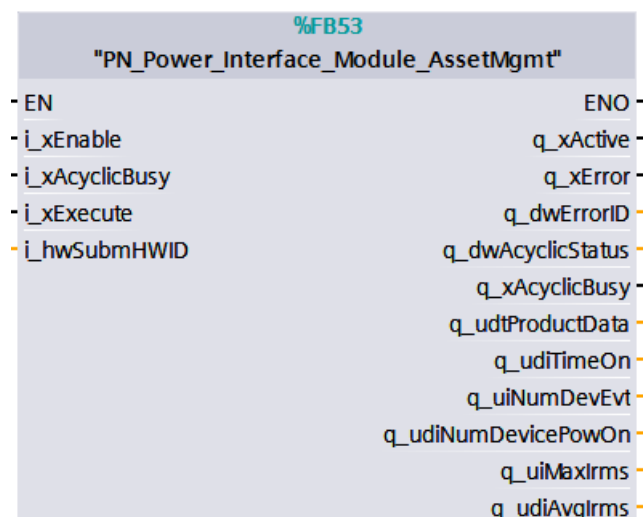 %FB53
"PN_Power_Interface_Module_AssetMgmt"
EN ENO
i_xEnable q_xActive
i_xAcyclicBusy q_xError
i_xExecute q_dwErrorID
i_hwSubmHWID q_dwAcyclicStatus
q_xAcyclicBusy
q_udtProductData
q_udiTimeOn
q_uiNumDevEvt
q_udiNumDevicePowOn
q_uiMaxIrms
q_udiAvgIrms